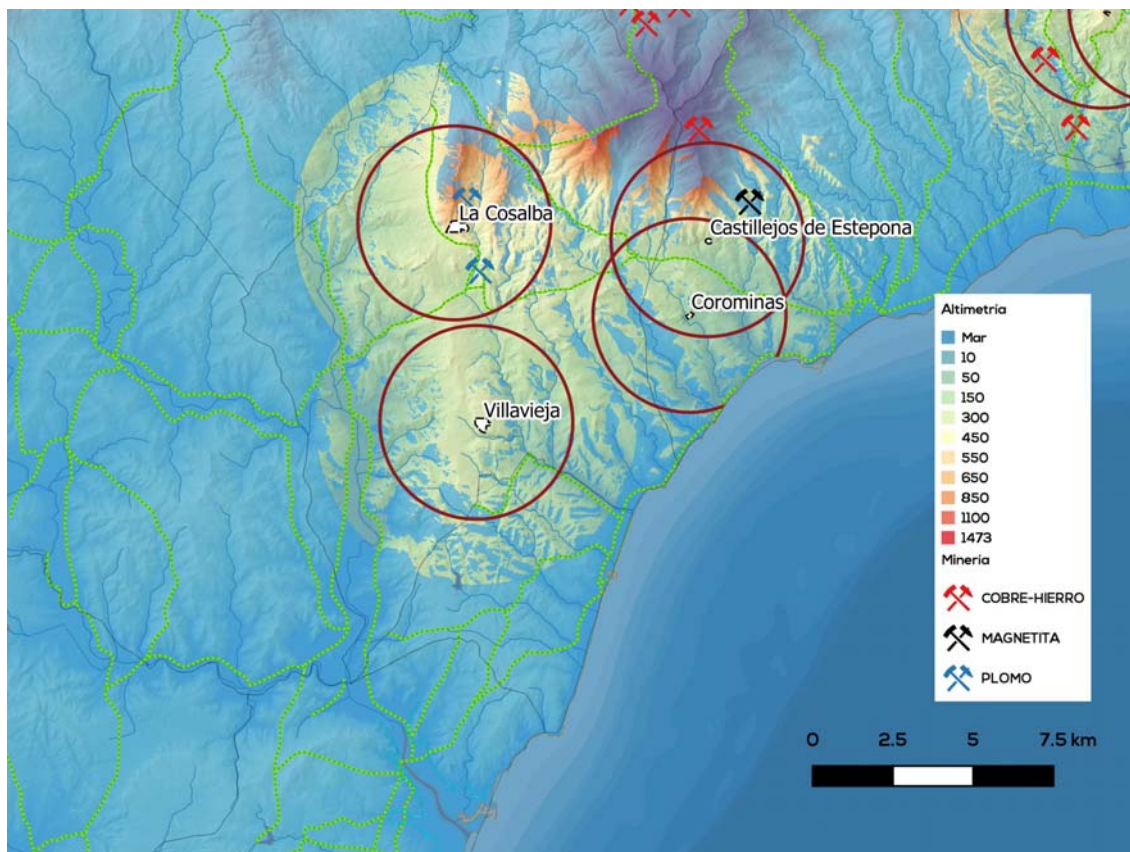 La Cosalba
Castillejos de Estepona
Corominas
Villavieja
Altimetría
Mar
10
50
150
300
450
550
650
850
1100
1473
Minería
COBRE-HIERRO
MAGNETITA
PLOMO
0 2.5 5 7.5 km